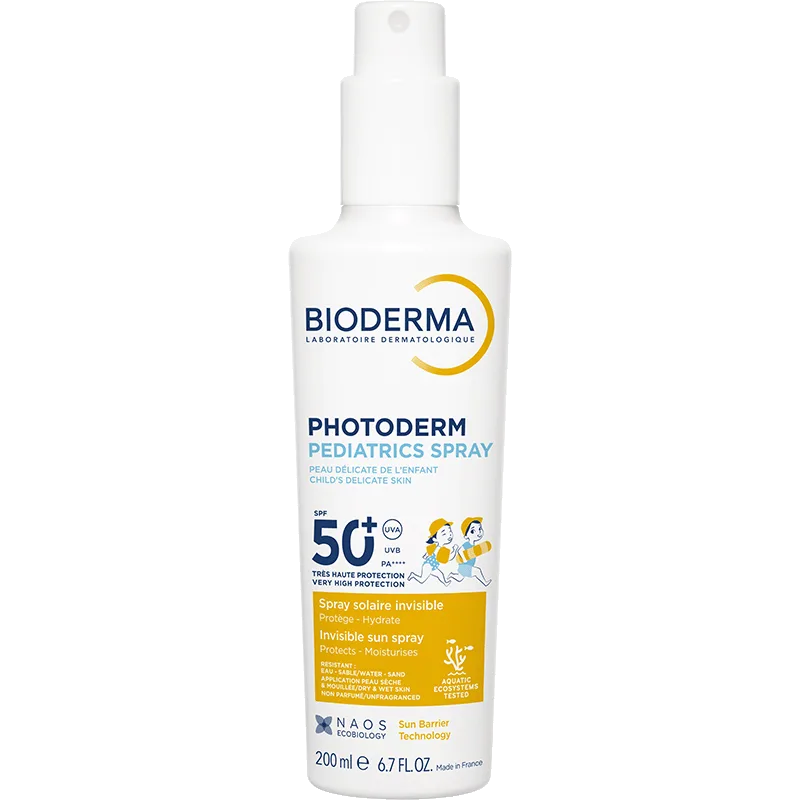 BIODERMA
LABORATOIRE DERMATOLOGIQUE
PHOTODERM
PEDIATRICS SPRAY
PEAU DÉLICATE DE L'ENFANT
CHILD'S DELICATE SKIN
SPF
50+
UVA
UVB
PA****
TRÈS HAUTE PROTECTION
VERY HIGH PROTECTION
Spray solaire invisible
Protège - Hydrate
Invisible sun spray
Protects - Moisturises
RESISTANT :
EAU - SABLE/WATER - SAND
APPLICATION PEAU SÈCHE
& MOUILLÉE/DRY & WET SKIN
NON PARFUMÉ/UNFRAGRANCED
AQUATIC
ECOSYSTEMS
TESTED
NAOS
ECOBIOLOGY
Sun Barrier
Technology
200 ml e 6.7 FL.OZ. Made in France